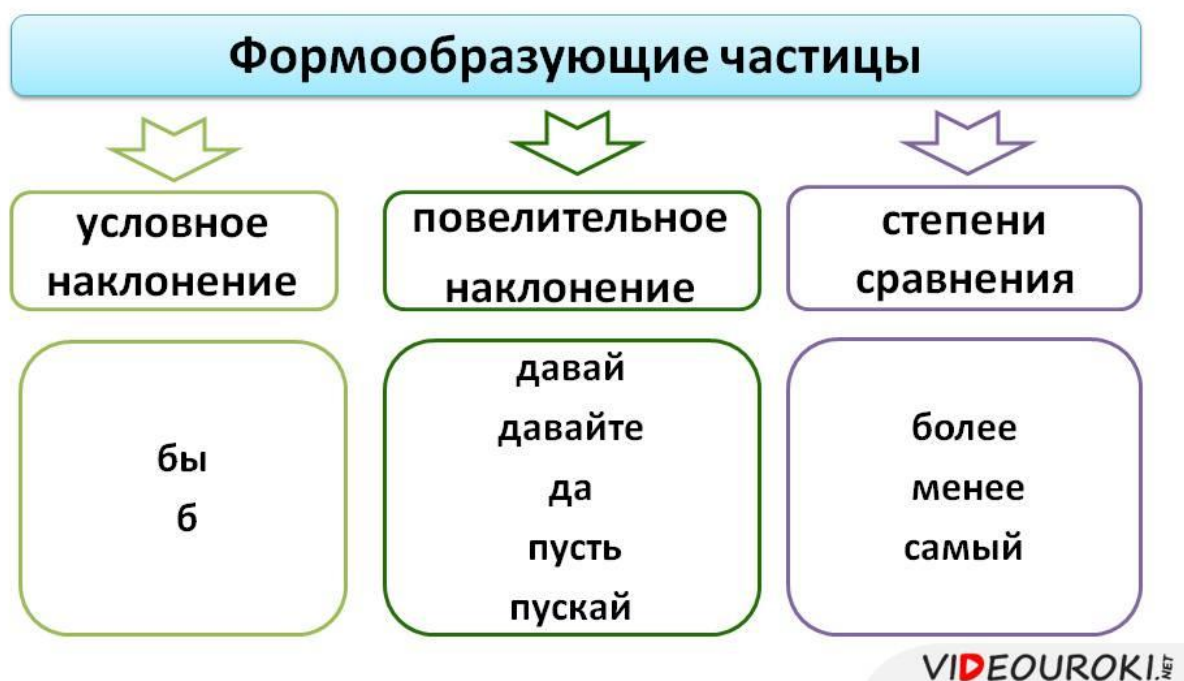 Формообразующие частицы
условное
наклонение
повелительное
наклонение
степени
сравнения
бы
б
давай
давайте
да
пусть
пускай
более
менее
самый
VIDEOUROKI.NET